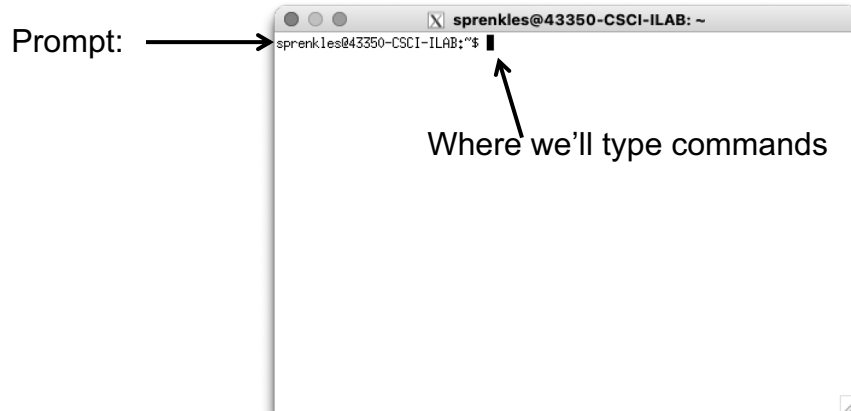 sprenkles@43350-CSCI-ILAB: ~
Prompt:
sprenkles@43350-CSCI-ILAB:~$
Where we’ll type commands